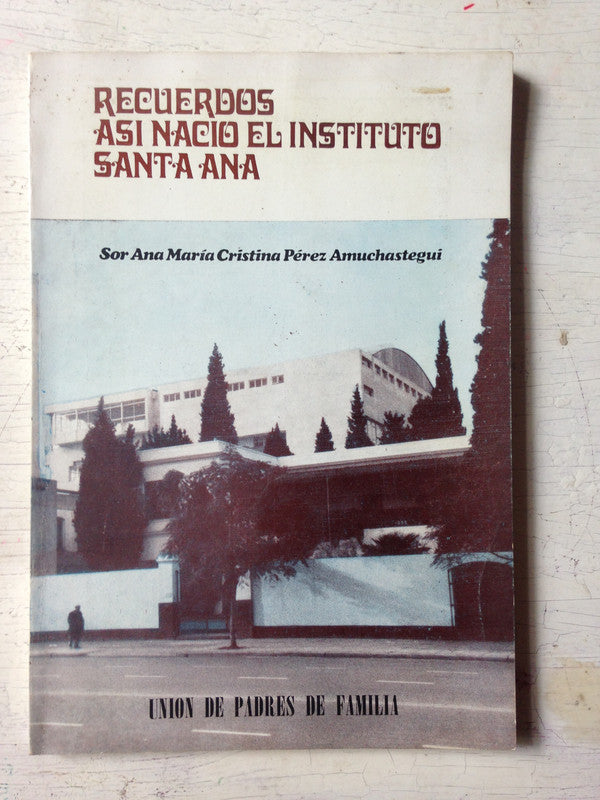 RECUERDOS
ASI NACIO EL INSTITUTO
SANTA ANA
Sor Ana María Cristina Pérez Amuchastegui
UNION DE PADRES DE FAMILIA